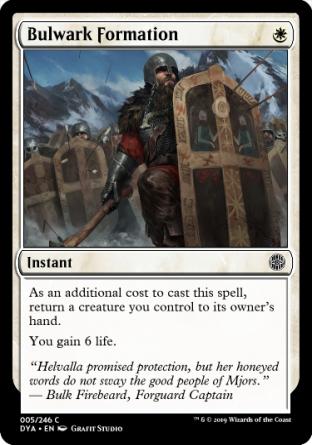 Bulwark Formation
Instant
As an additional cost to cast this spell,
return a creature you control to its owner's
hand.
You gain 6 life.
"Helvalla promised protection, but her honeyed
words do not sway the good people of Mjors."
— Bulk Firebeard, Forguard Captain
005/246 C
DYA • EN Grafit Studio
™ & © 2019 Wizards of the Coast